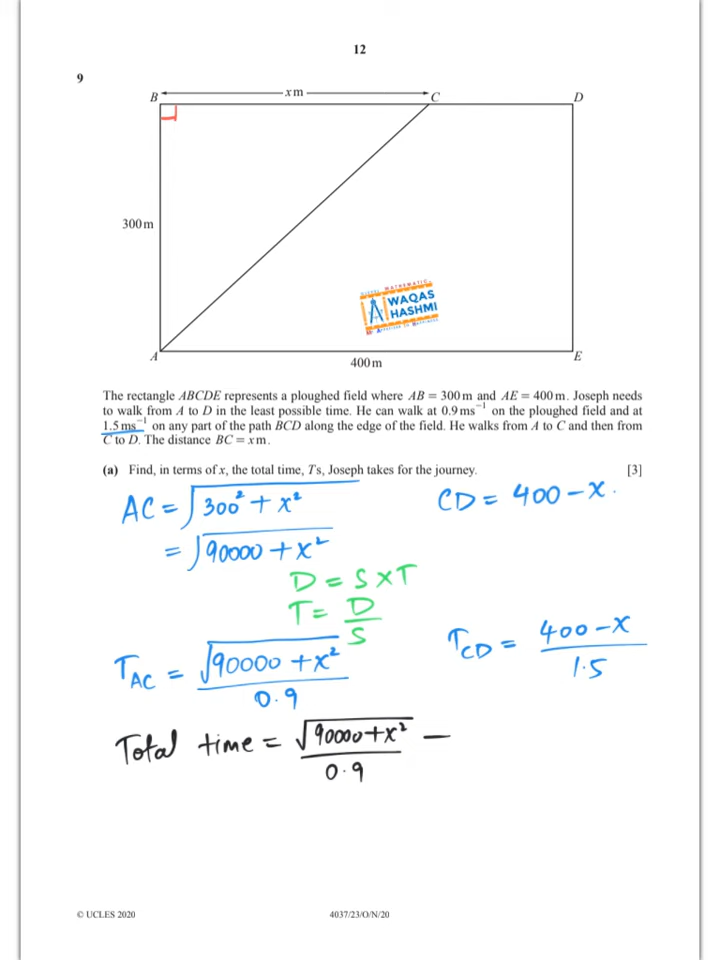 12
9
B
x m
C
D
300 m
MATHEMATIC
WAQAS
HASHMI
A
E
400 m
The rectangle ABCDE represents a ploughed field where AB = 300 m and AE = 400 m. Joseph needs
to walk from A to D in the least possible time. He can walk at 0.9 ms⁻¹ on the ploughed field and at
1.5 ms⁻¹ on any part of the path BCD along the edge of the field. He walks from A to C and then from
C to D. The distance BC = x m.
(a) Find, in terms of x, the total time, T s, Joseph takes for the journey. [3]
AC = √(300² + x²)
CD = 400 - x.
= √(90000 + x²)
D = S × T
T = D/S
T_AC = √(90000 + x²)/0.9
T_CD = (400 - x)/1.5
Total time = √(90000 + x²)/0.9 —
© UCLES 2020
4037/23/O/N/20